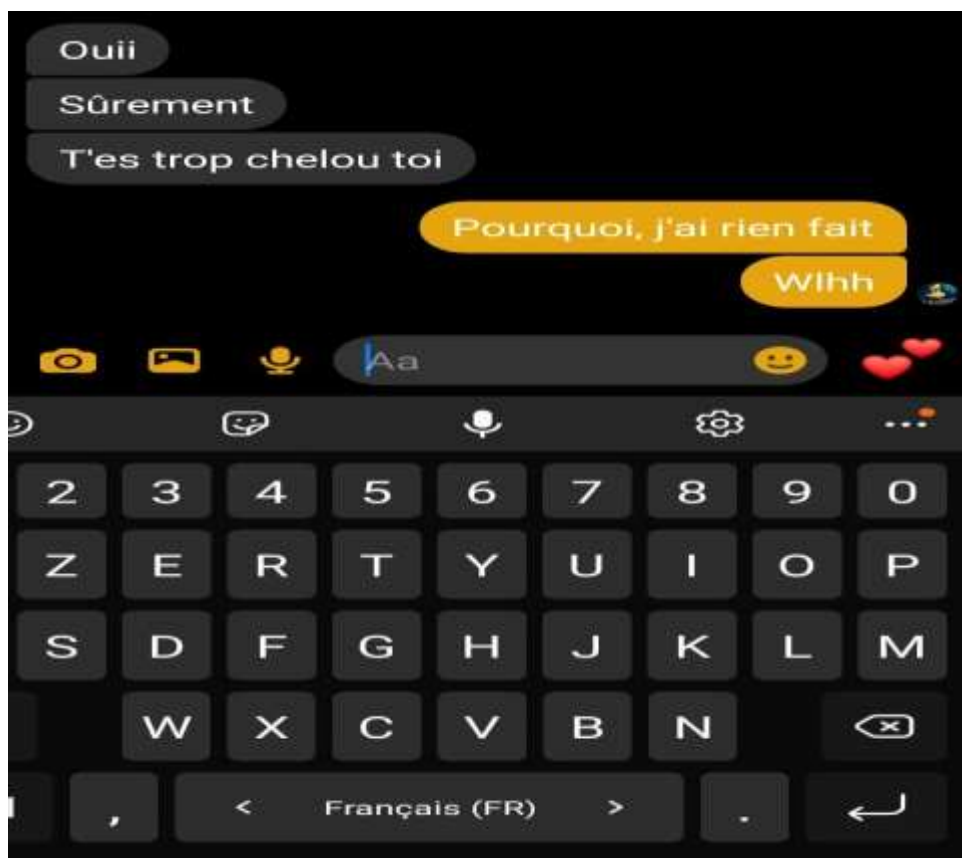 Ouii
Sûrement
T'es trop chelou toi
Pourquoi, j'ai rien fait
Wlhh
Aa
2 3 4 5 6 7 8 9 0
Z E R T Y U I O P
S D F G H J K L M
W X C V B N
, < Français (FR) > .